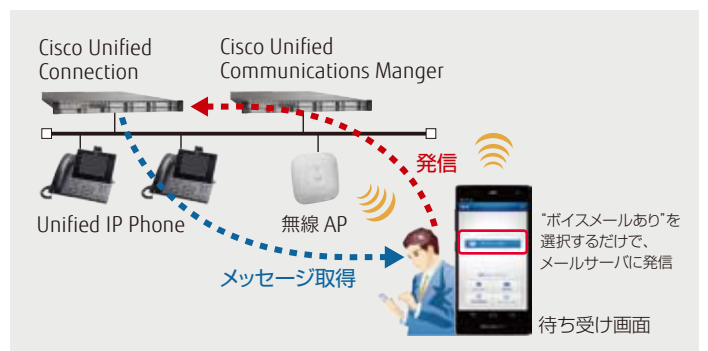 Cisco Unified
Connection
Cisco Unified
Communications Manger
発信
Unified IP Phone
無線 AP
メッセージ取得
“ボイスメールあり”を
選択するだけで、
メールサーバに発信
待ち受け画面